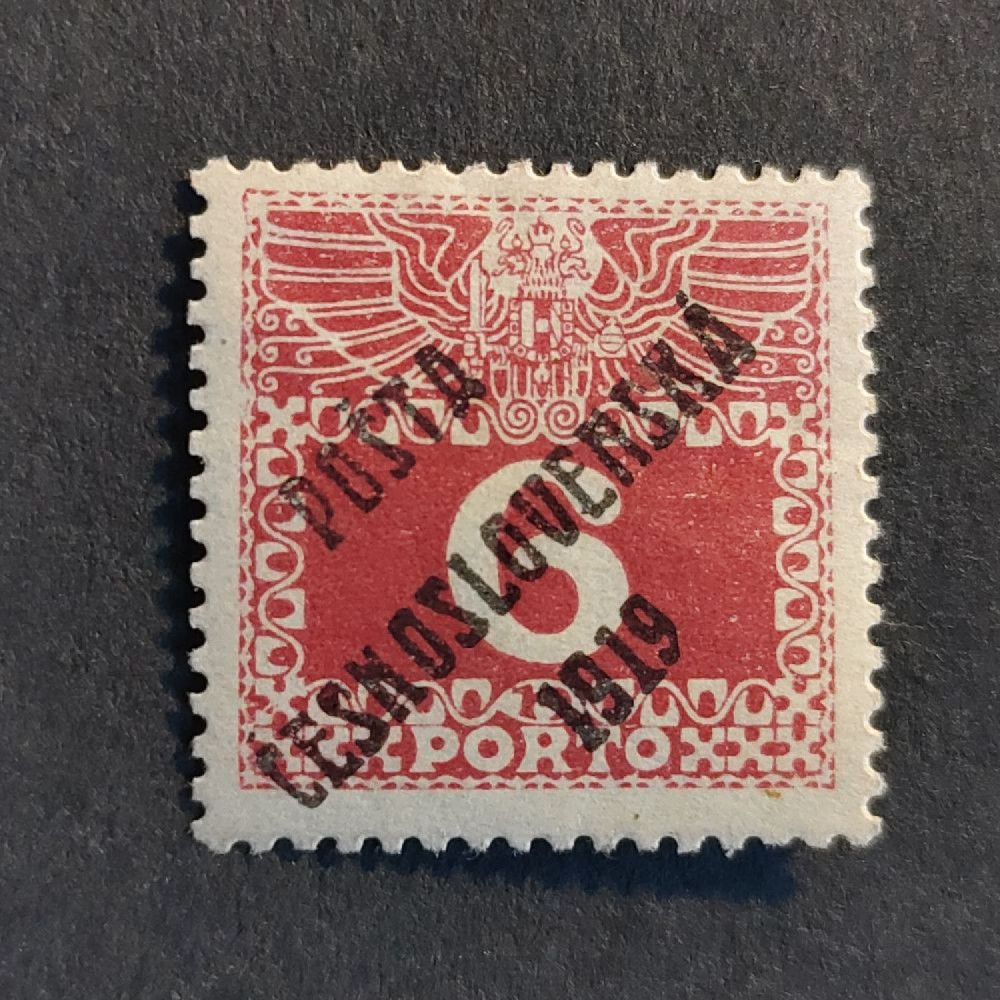 POŠTA
ČESKOSLOVENSKÁ
1919
6
PORTO